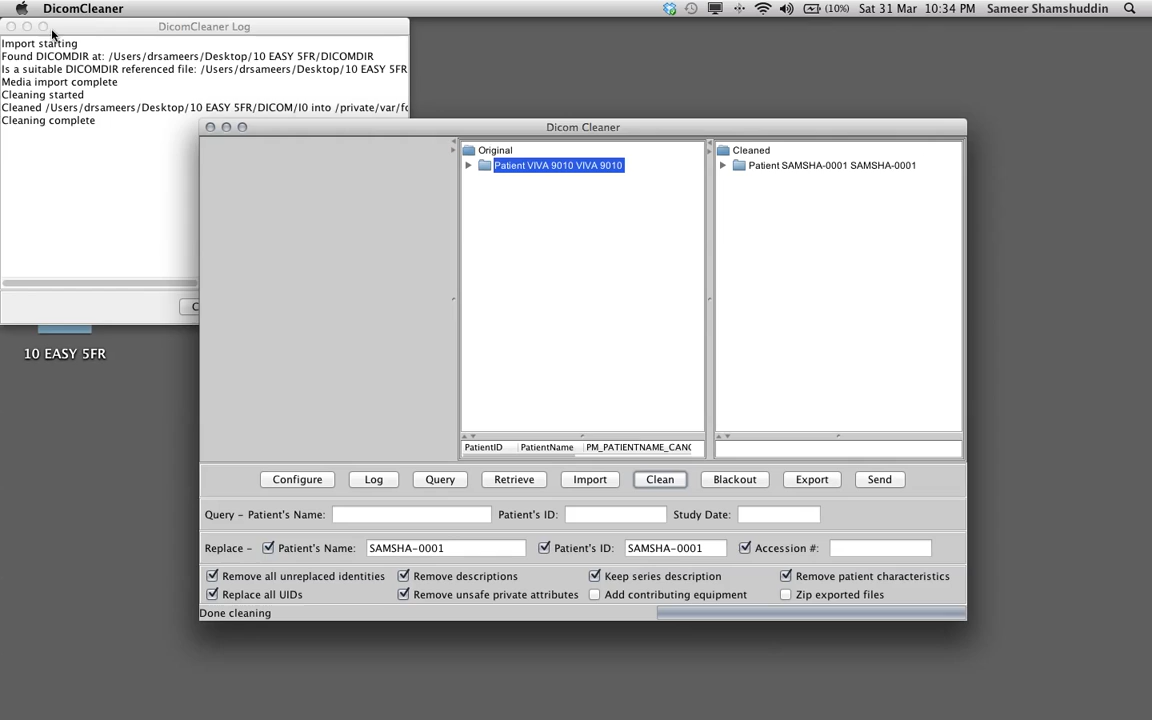 DicomCleaner
(10%) Sat 31 Mar 10:34 PM Sameer Shamshuddin
DicomCleaner Log
Import starting
Found DICOMDIR at: /Users/drsameers/Desktop/10 EASY 5FR/DICOMDIR
Is a suitable DICOMDIR referenced file: /Users/drsameers/Desktop/10 EASY 5FR
Media import complete
Cleaning started
Cleaned /Users/drsameers/Desktop/10 EASY 5FR/DICOM/I0 into /private/var/fo
Cleaning complete
10 EASY 5FR
Dicom Cleaner
Original
Patient VIVA 9010 VIVA 9010
PatientID PatientName PM_PATIENTNAME_CANO
Cleaned
Patient SAMSHA-0001 SAMSHA-0001
Configure Log Query Retrieve Import Clean Blackout Export Send
Query - Patient's Name: Patient's ID: Study Date:
Replace - Patient's Name: SAMSHA-0001 Patient's ID: SAMSHA-0001 Accession #:
Remove all unreplaced identities Remove descriptions Keep series description Remove patient characteristics
Replace all UIDs Remove unsafe private attributes Add contributing equipment Zip exported files
Done cleaning